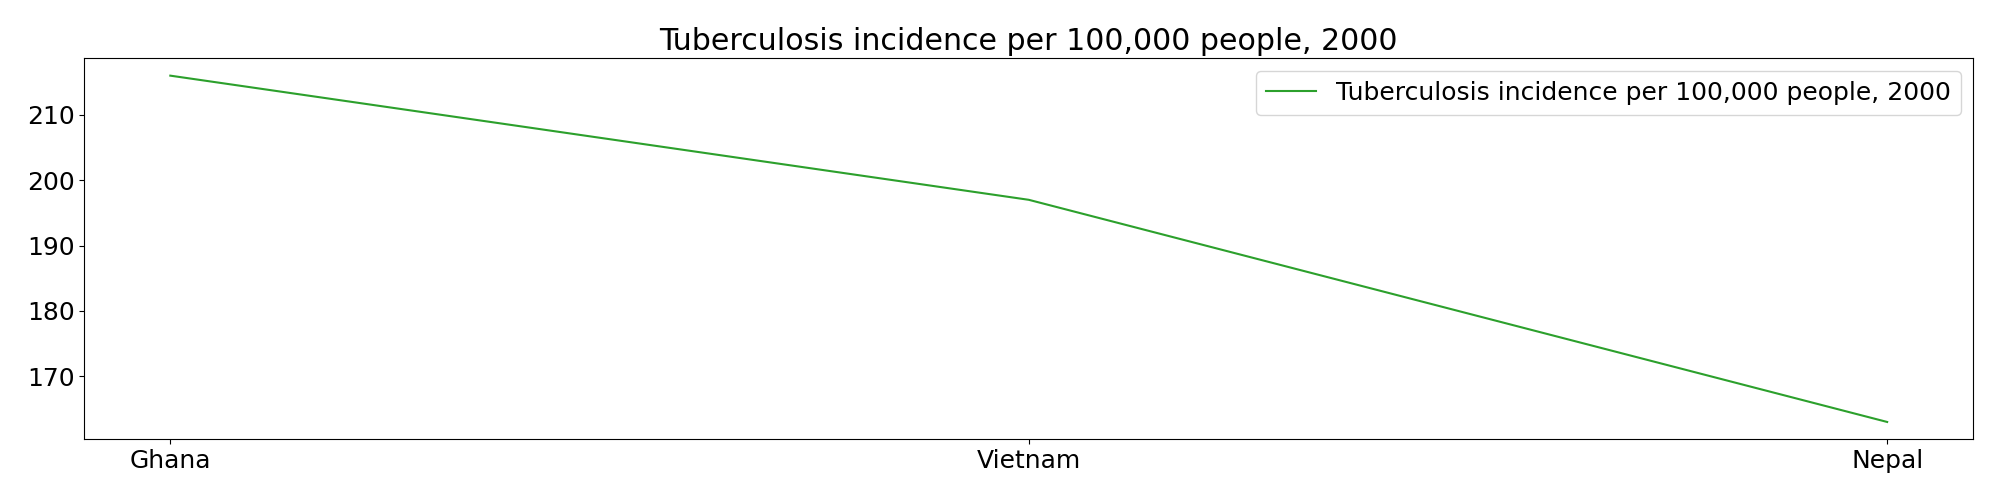 Tuberculosis incidence per 100,000 people, 2000
Tuberculosis incidence per 100,000 people, 2000
210
200
190
180
170
Ghana Vietnam Nepal